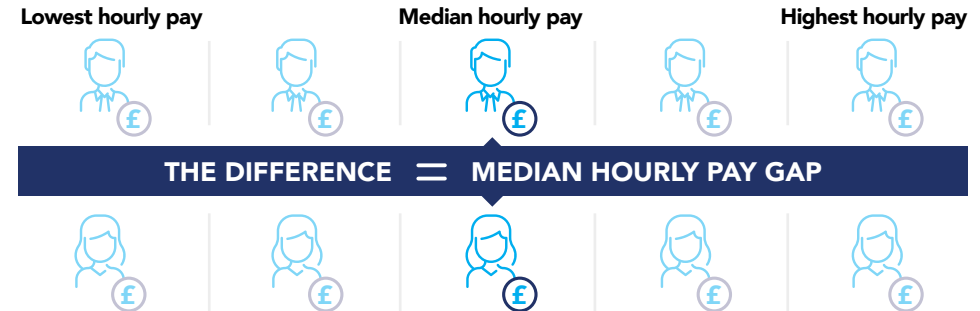 Lowest hourly pay Median hourly pay Highest hourly pay
£ £ £ £ £
THE DIFFERENCE = MEDIAN HOURLY PAY GAP
£ £ £ £ £